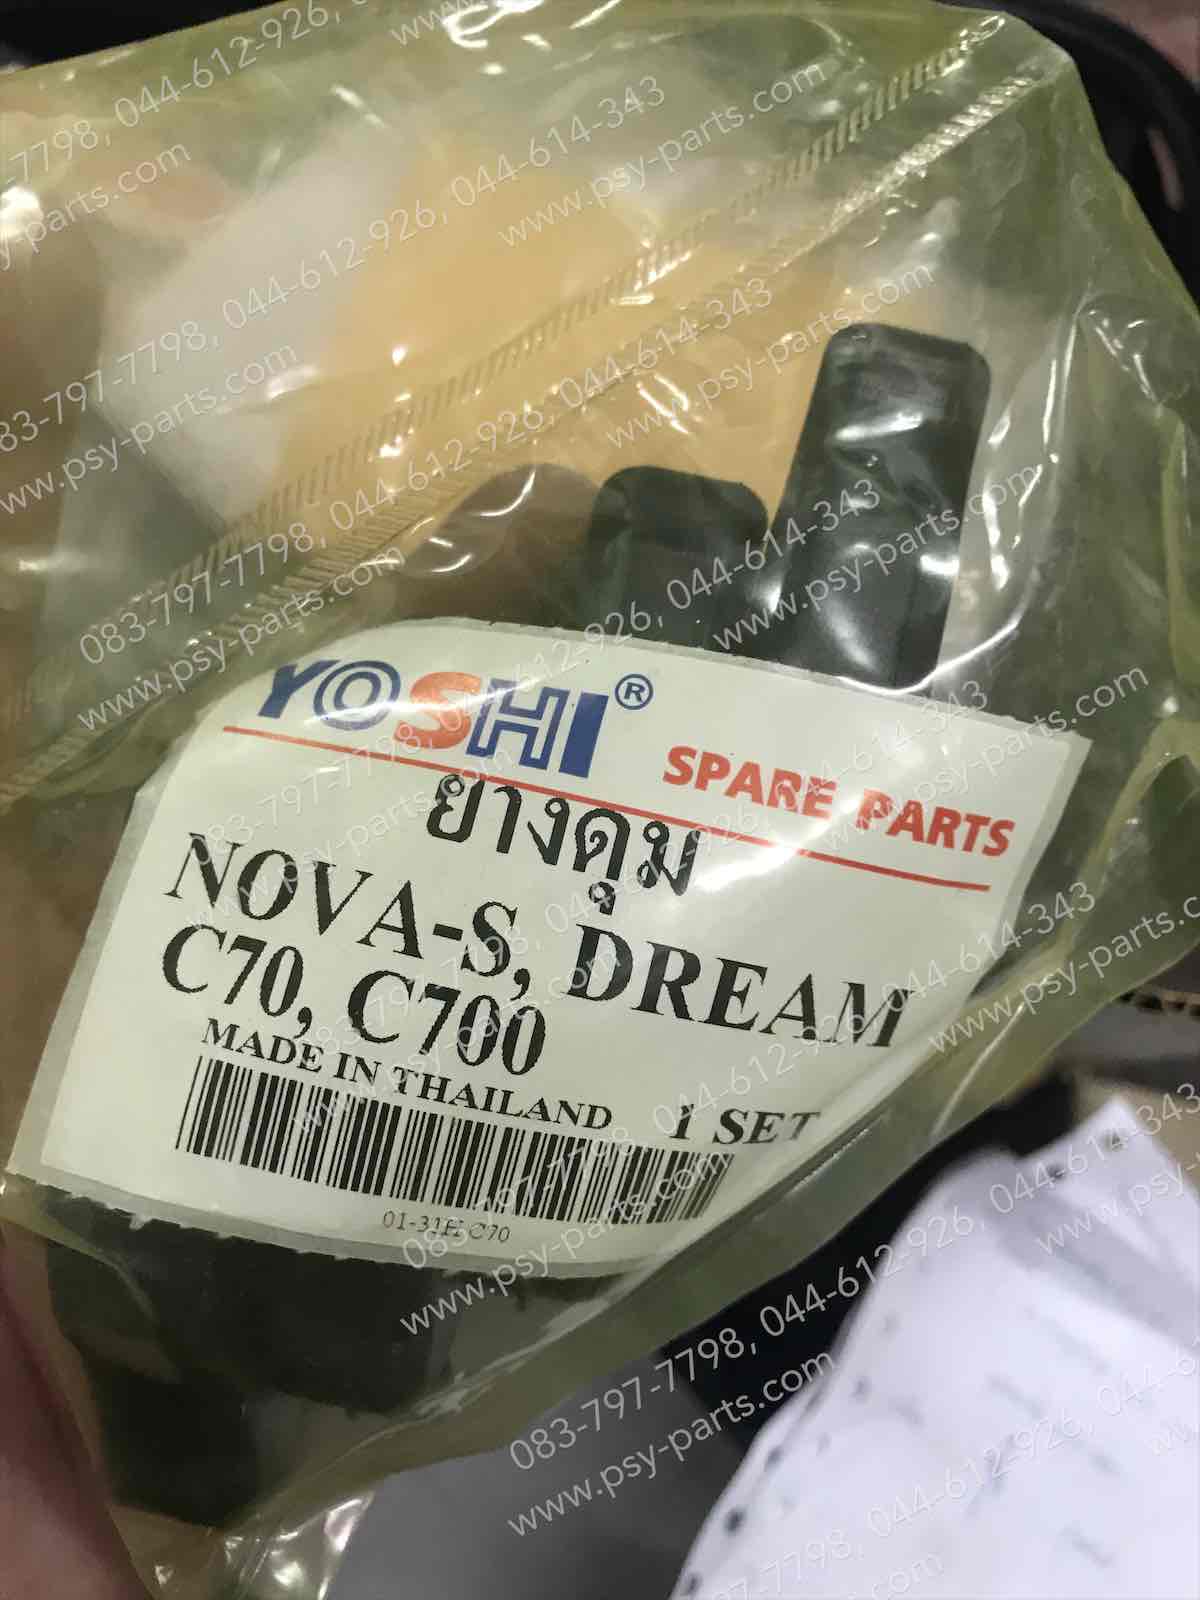 YOSHI®
SPARE PARTS
ยางดุม
NOVA-S, DREAM
C70, C700
MADE IN THAILAND
1 SET
01-31H-C70
083-797-7798, 044-612-926, 044-614-343
www.psy-parts.com